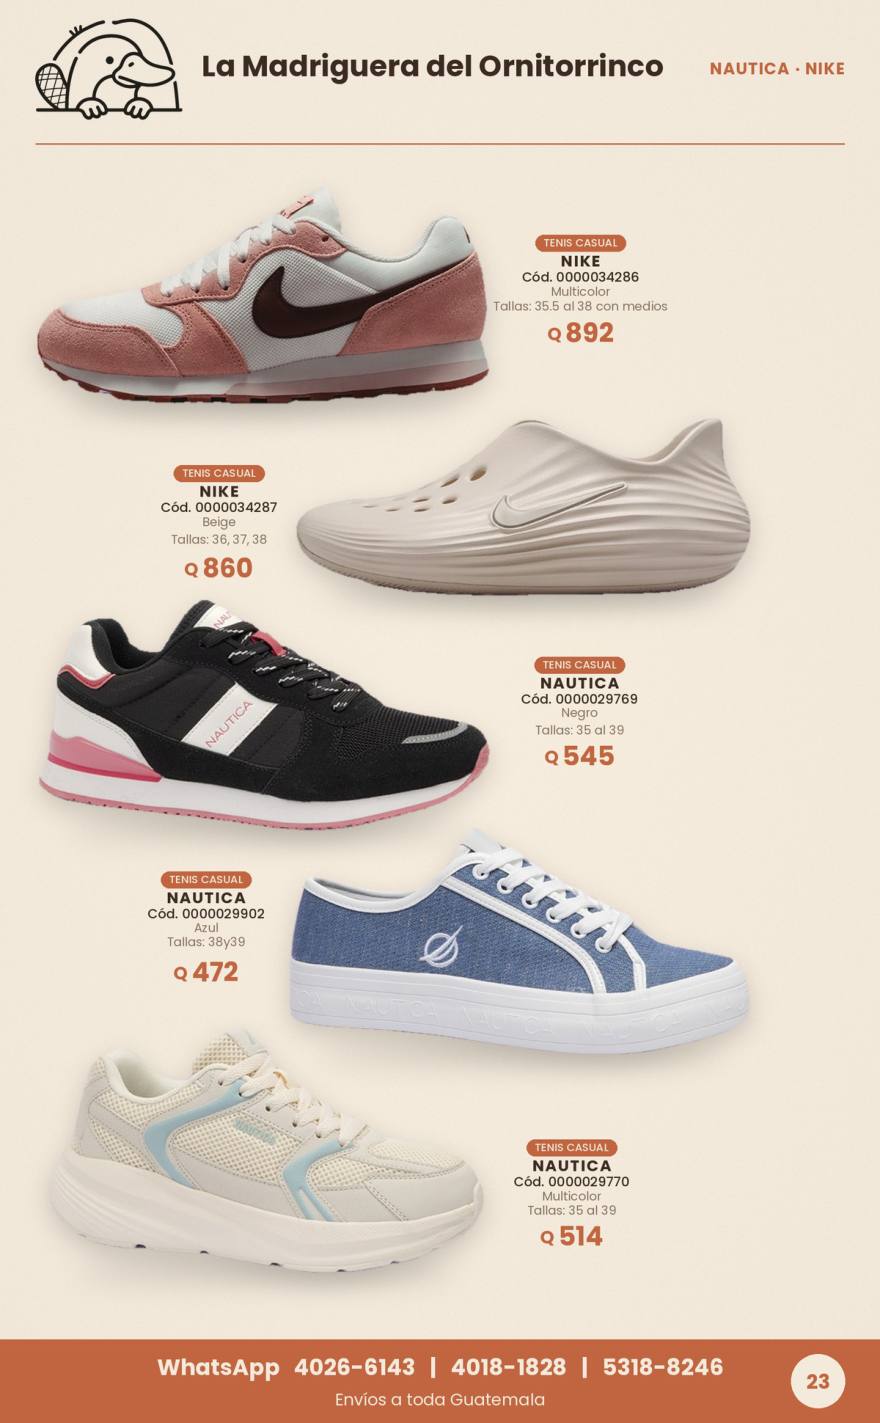 La Madriguera del Ornitorrinco
NAUTICA · NIKE
TENIS CASUAL
NIKE
Cód. 0000034286
Multicolor
Tallas: 35.5 al 38 con medios
Q 892
TENIS CASUAL
NIKE
Cód. 0000034287
Beige
Tallas: 36, 37, 38
Q 860
NAUTICA
TENIS CASUAL
NAUTICA
Cód. 0000029769
Negro
Tallas: 35 al 39
Q 545
TENIS CASUAL
NAUTICA
Cód. 0000029902
Azul
Tallas: 38y39
Q 472
NAUTICA NAUTICA NAUTICA
TENIS CASUAL
NAUTICA
Cód. 0000029770
Multicolor
Tallas: 35 al 39
Q 514
WhatsApp 4026-6143 | 4018-1828 | 5318-8246
Envíos a toda Guatemala
23